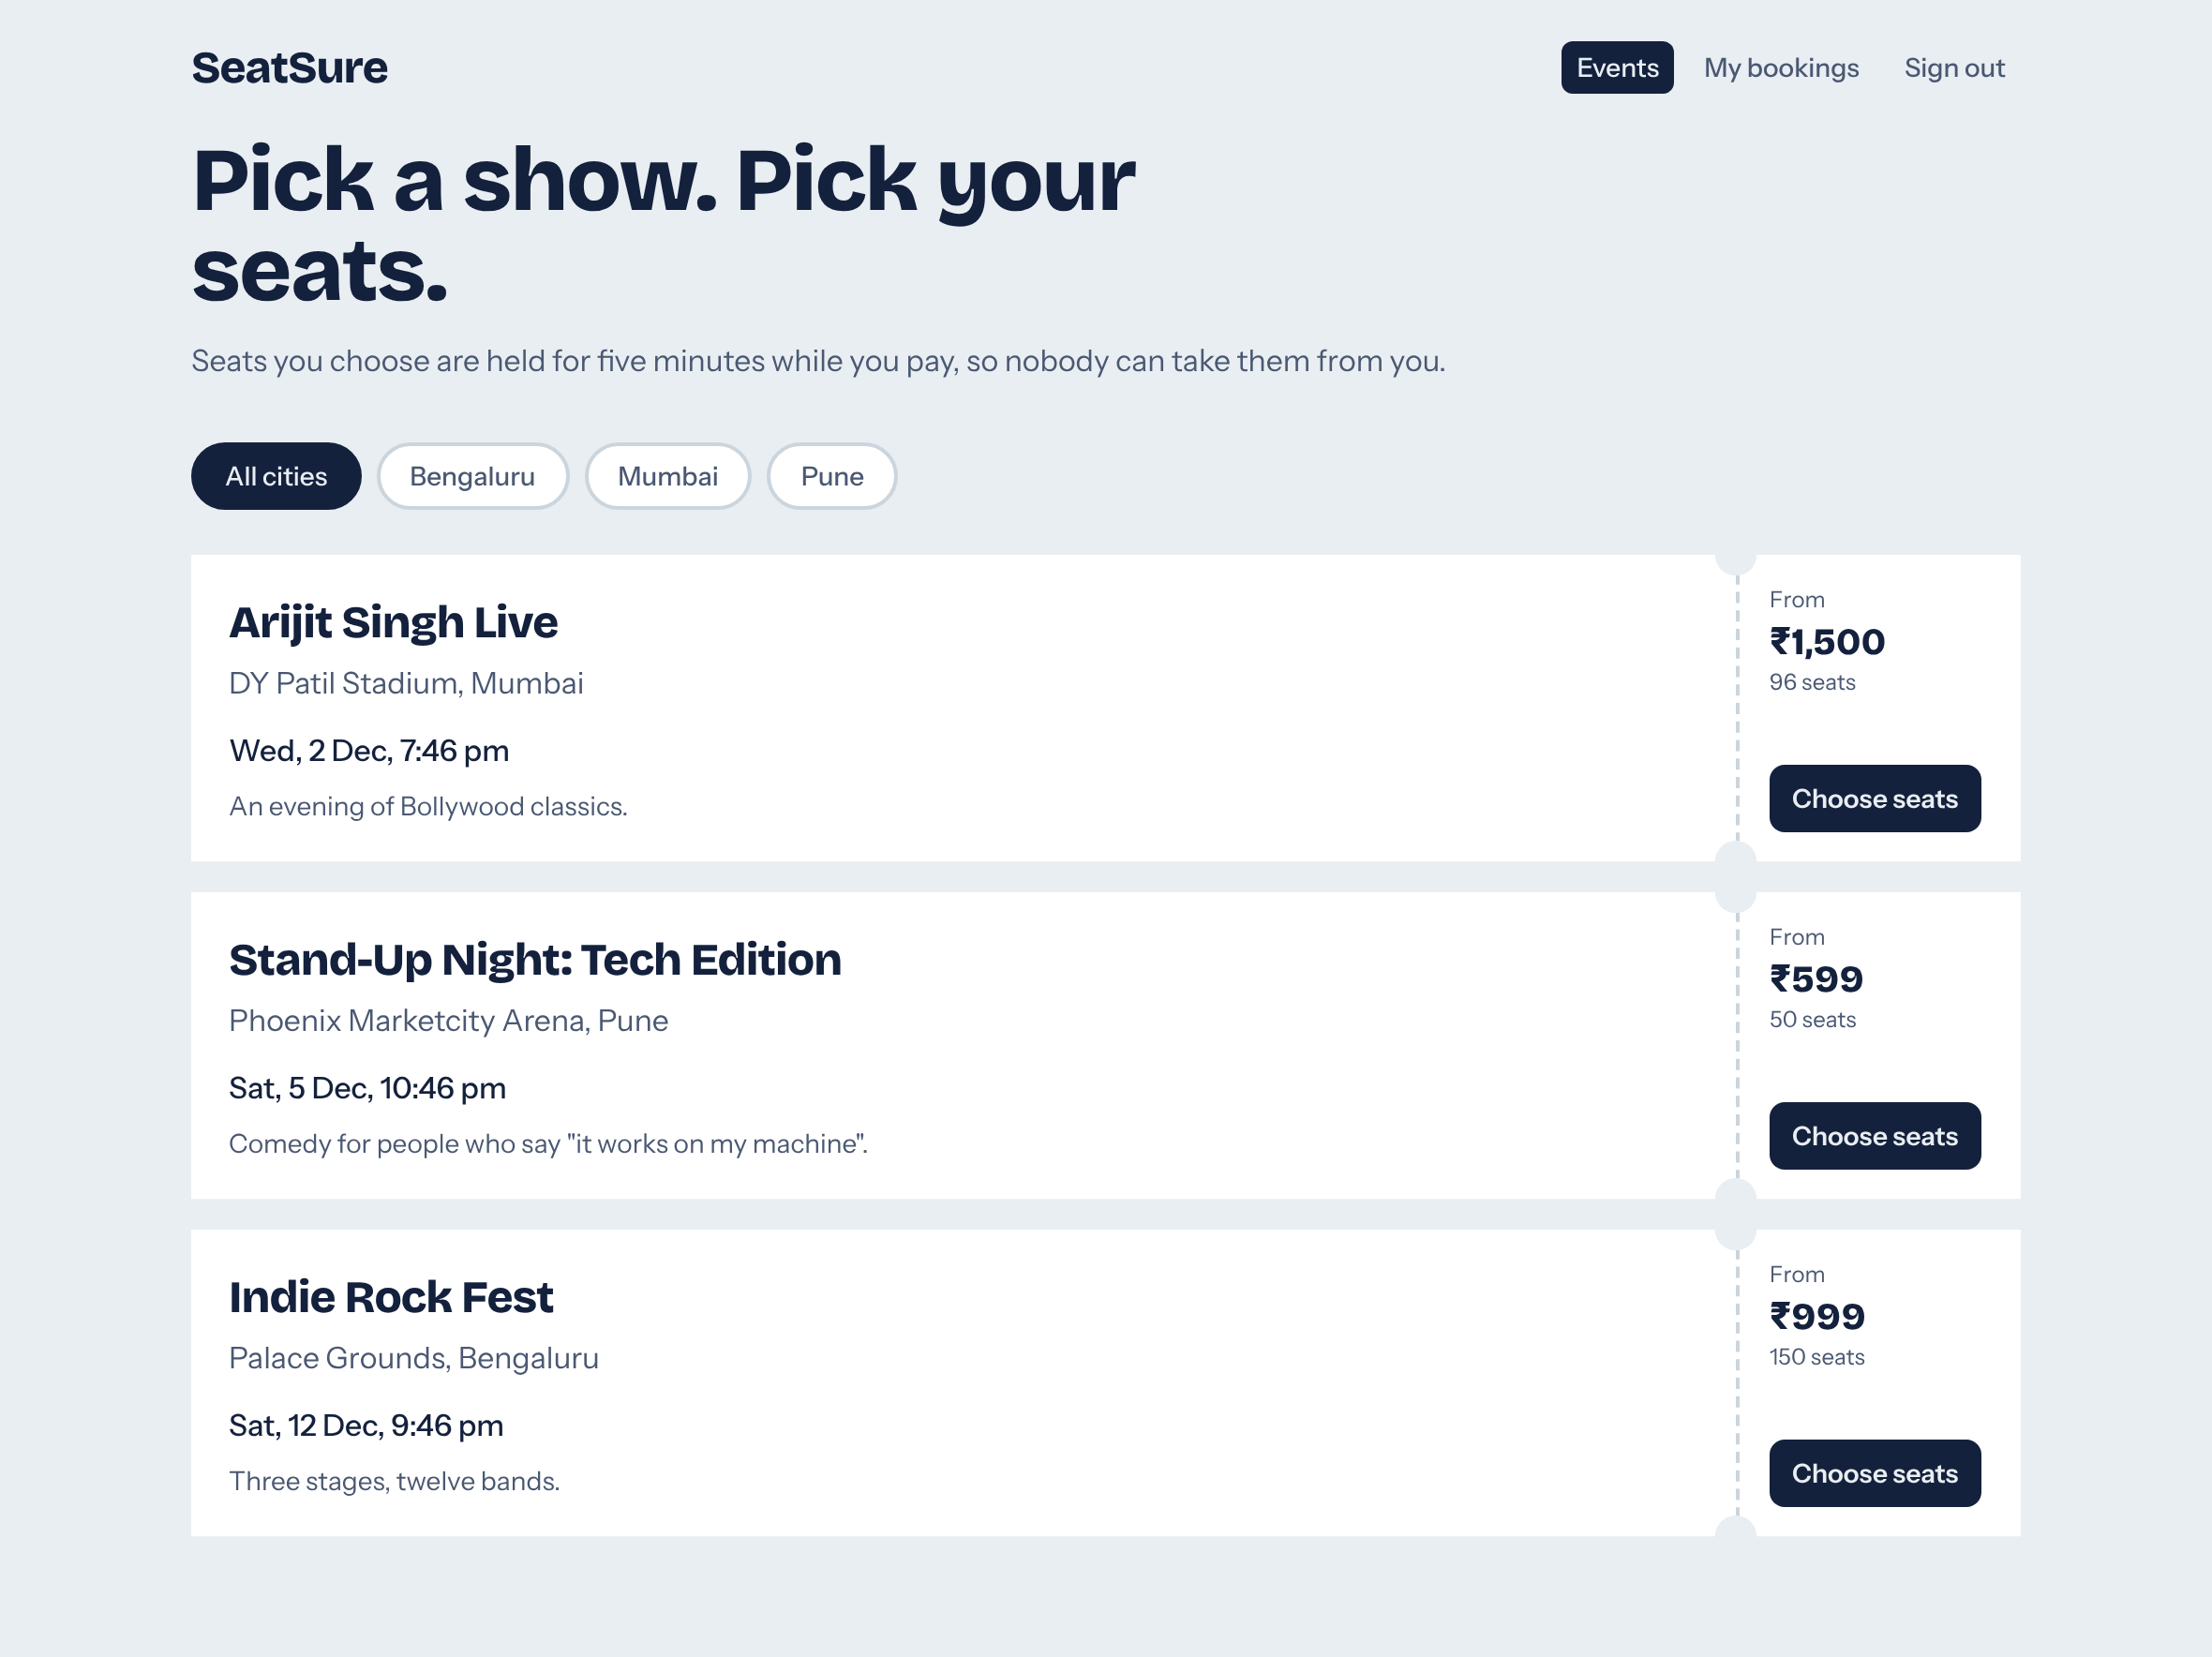 SeatSure
Events
My bookings
Sign out
Pick a show. Pick your
seats.
Seats you choose are held for five minutes while you pay, so nobody can take them from you.
All cities
Bengaluru
Mumbai
Pune
Arijit Singh Live
DY Patil Stadium, Mumbai
Wed, 2 Dec, 7:46 pm
An evening of Bollywood classics.
From
₹1,500
96 seats
Choose seats
Stand-Up Night: Tech Edition
Phoenix Marketcity Arena, Pune
Sat, 5 Dec, 10:46 pm
Comedy for people who say "it works on my machine".
From
₹599
50 seats
Choose seats
Indie Rock Fest
Palace Grounds, Bengaluru
Sat, 12 Dec, 9:46 pm
Three stages, twelve bands.
From
₹999
150 seats
Choose seats